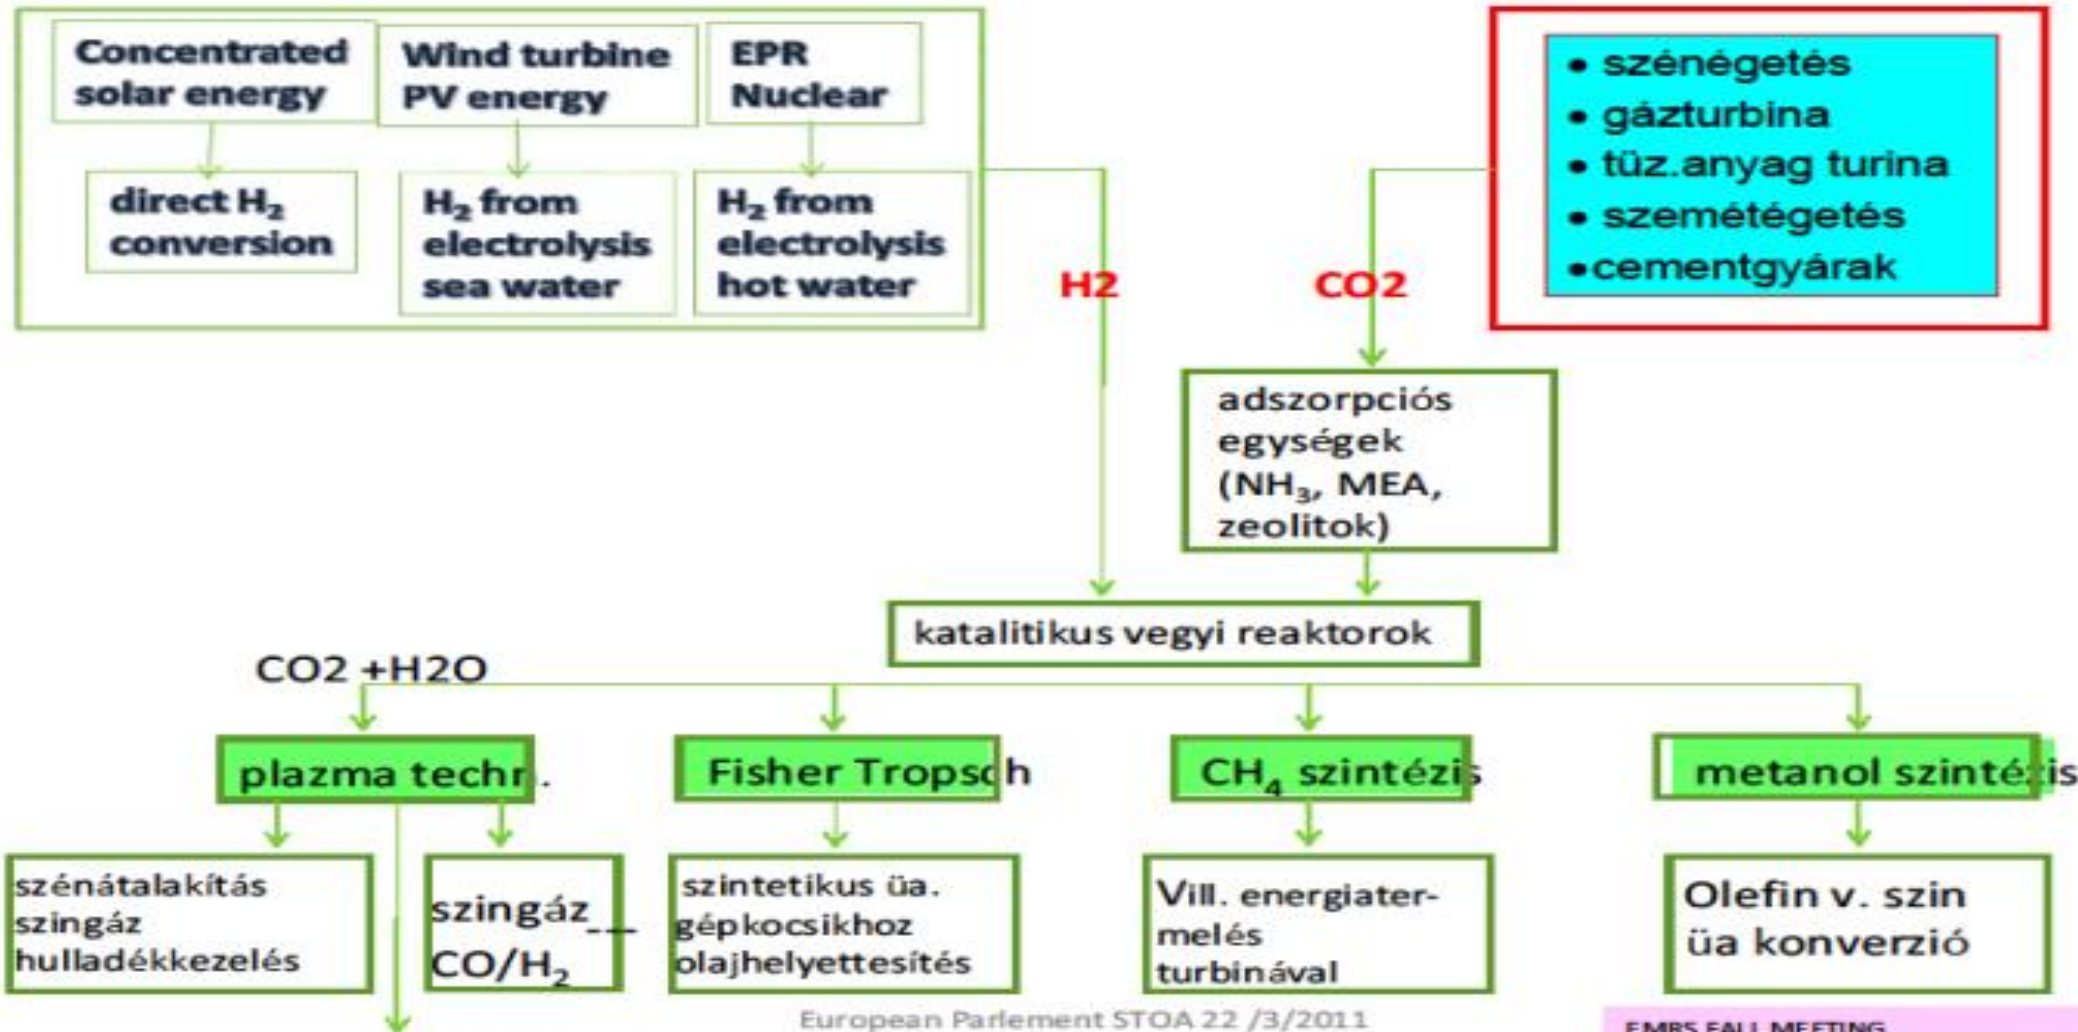 Concentrated
solar energy
Wind turbine
PV energy
EPR
Nuclear
direct H₂
conversion
H₂ from
electrolysis
sea water
H₂ from
electrolysis
hot water
H2
CO2
• szénégetés
• gázturbina
• tüz.anyag turina
• szemétégetés
•cementgyárak
adszorpciós
egységek
(NH₃, MEA,
zeolitok)
katalitikus vegyi reaktorok
CO2 +H2O
plazma techn.
Fisher Tropsch
CH₄ szintézis
metanol szintézis
szénátalakítás
szingáz
hulladékkezelés
szingáz
CO/H₂
szintetikus üa.
gépkocsikhoz
olajhelyettesítés
Vill. energiater-
melés
turbinával
Olefin v. szin
üa konverzió
European Parlement STOA 22 /3/2011
EMRS FALL MEETING